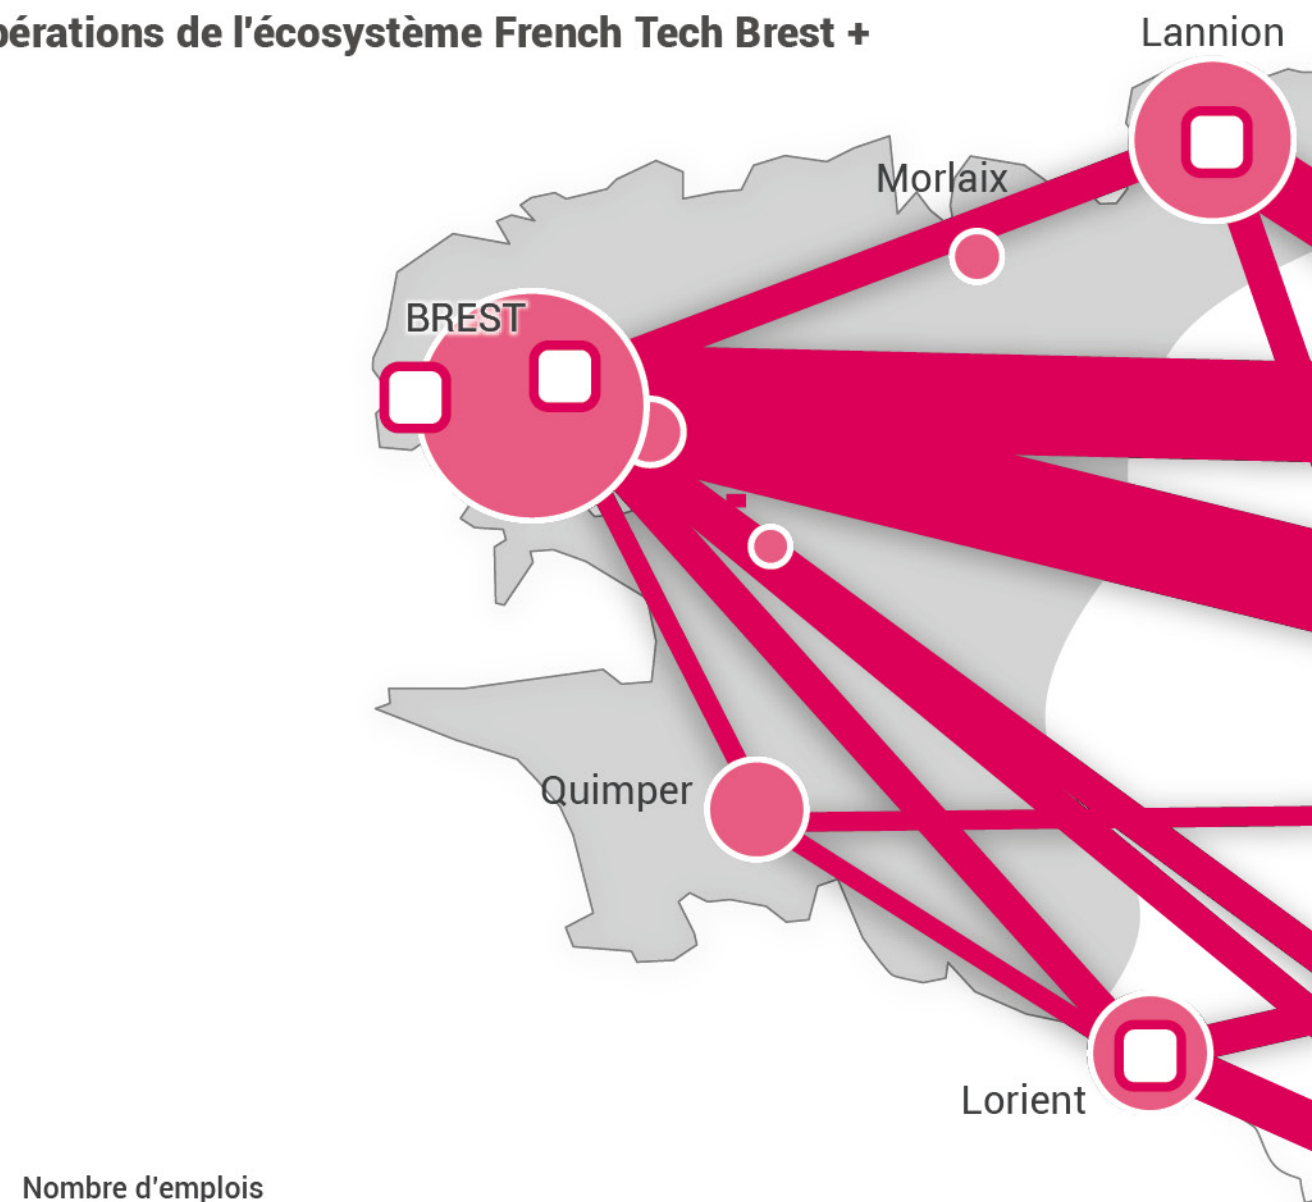 pérations de l'écosystème French Tech Brest +
Lannion
Morlaix
BREST
Quimper
Lorient
Nombre d'emplois